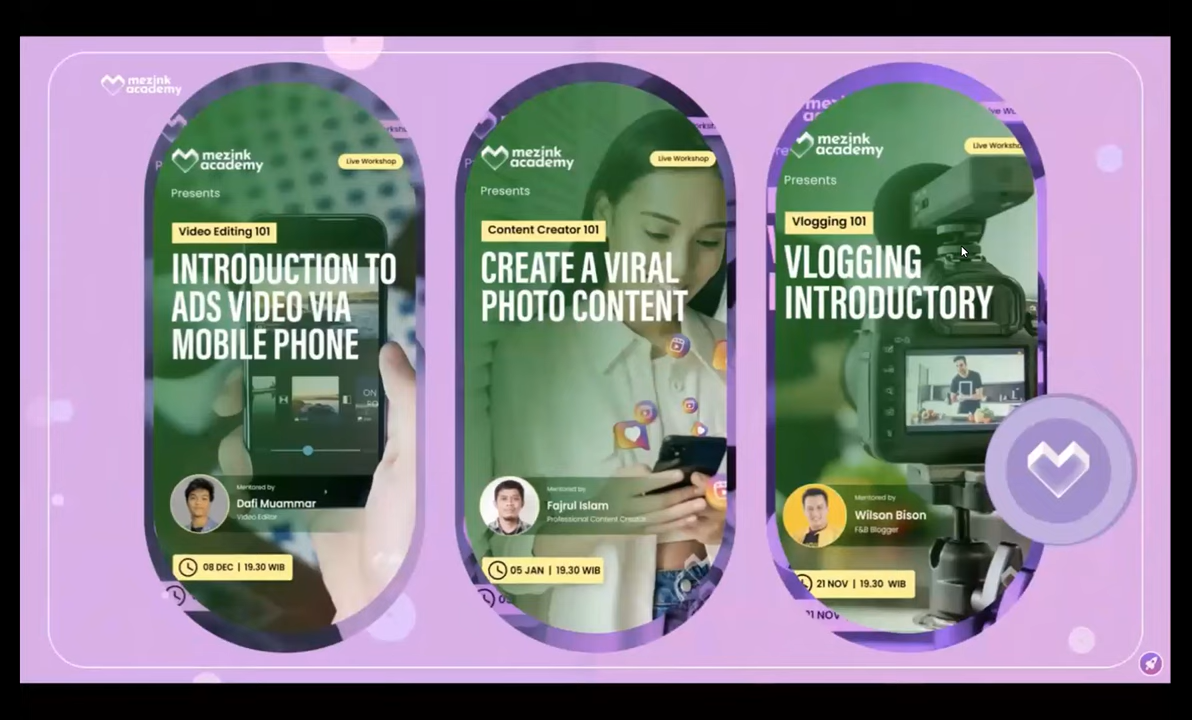 mezink
academy
mezink
academy
Live Workshop
Presents
Video Editing 101
INTRODUCTION TO
ADS VIDEO VIA
MOBILE PHONE
Mentored by
Dafi Muammar
Video Editor
08 DEC | 19.30 WIB
mezink
academy
Live Workshop
Presents
Content Creator 101
CREATE A VIRAL
PHOTO CONTENT
Mentored by
Fajrul Islam
Professional Content Creator
05 JAN | 19.30 WIB
mezink
academy
Live Worksho
Presents
Vlogging 101
VLOGGING
INTRODUCTORY
Mentored by
Wilson Bison
F&B Blogger
21 NOV | 19.30 WIB